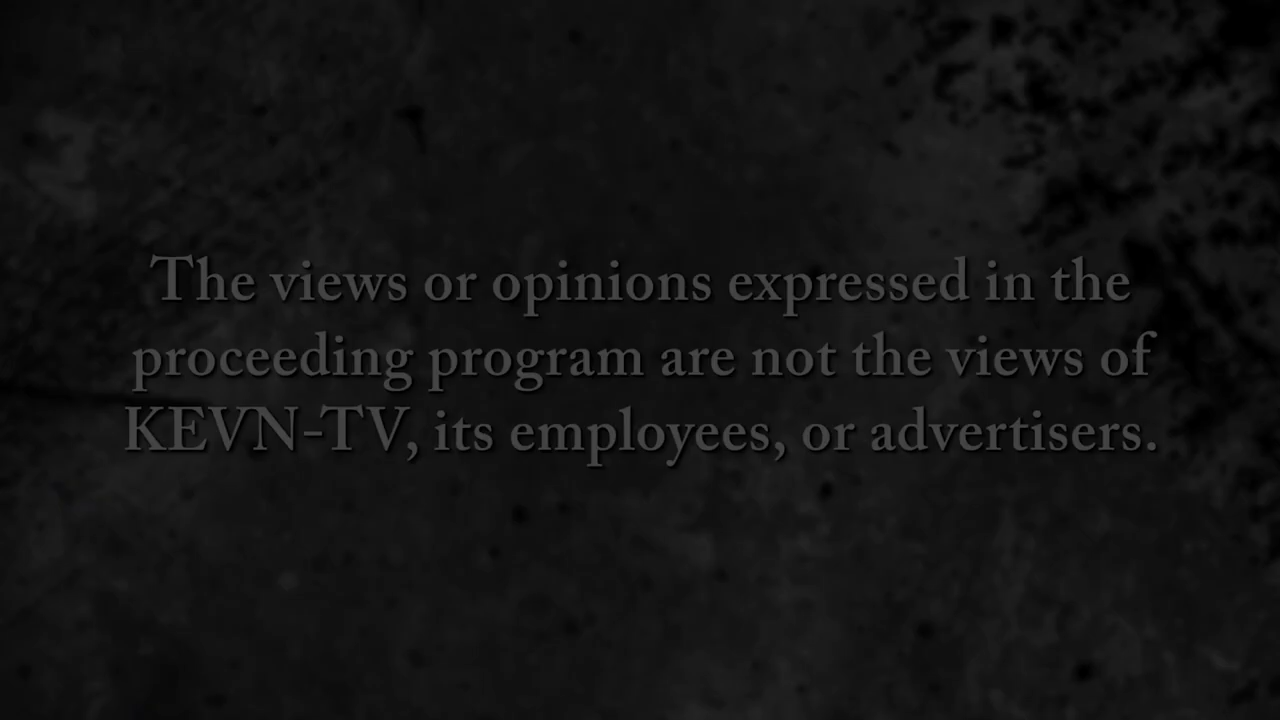 The views or opinions expressed in the
proceeding program are not the views of
KEVN-TV, its employees, or advertisers.